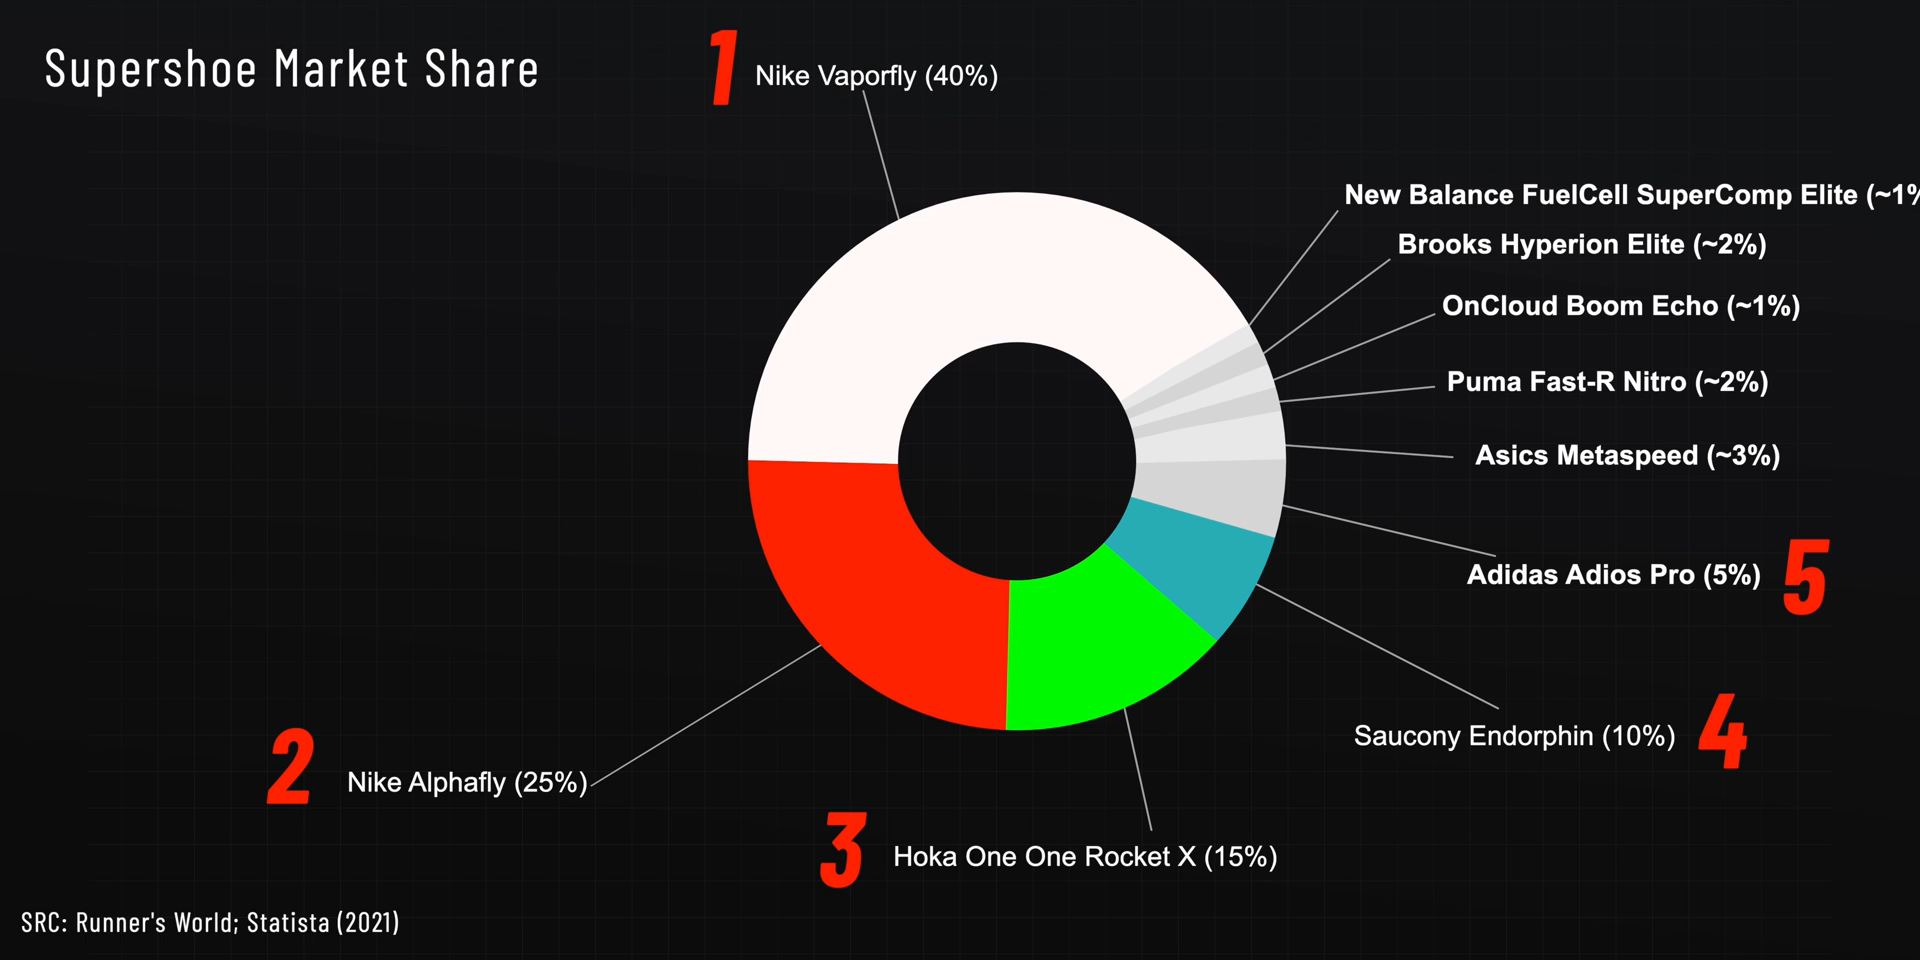 Supershoe Market Share
1 Nike Vaporfly (40%)
New Balance FuelCell SuperComp Elite (~1%
Brooks Hyperion Elite (~2%)
OnCloud Boom Echo (~1%)
Puma Fast-R Nitro (~2%)
Asics Metaspeed (~3%)
Adidas Adios Pro (5%) 5
Saucony Endorphin (10%) 4
2 Nike Alphafly (25%)
3 Hoka One One Rocket X (15%)
SRC: Runner's World; Statista (2021)